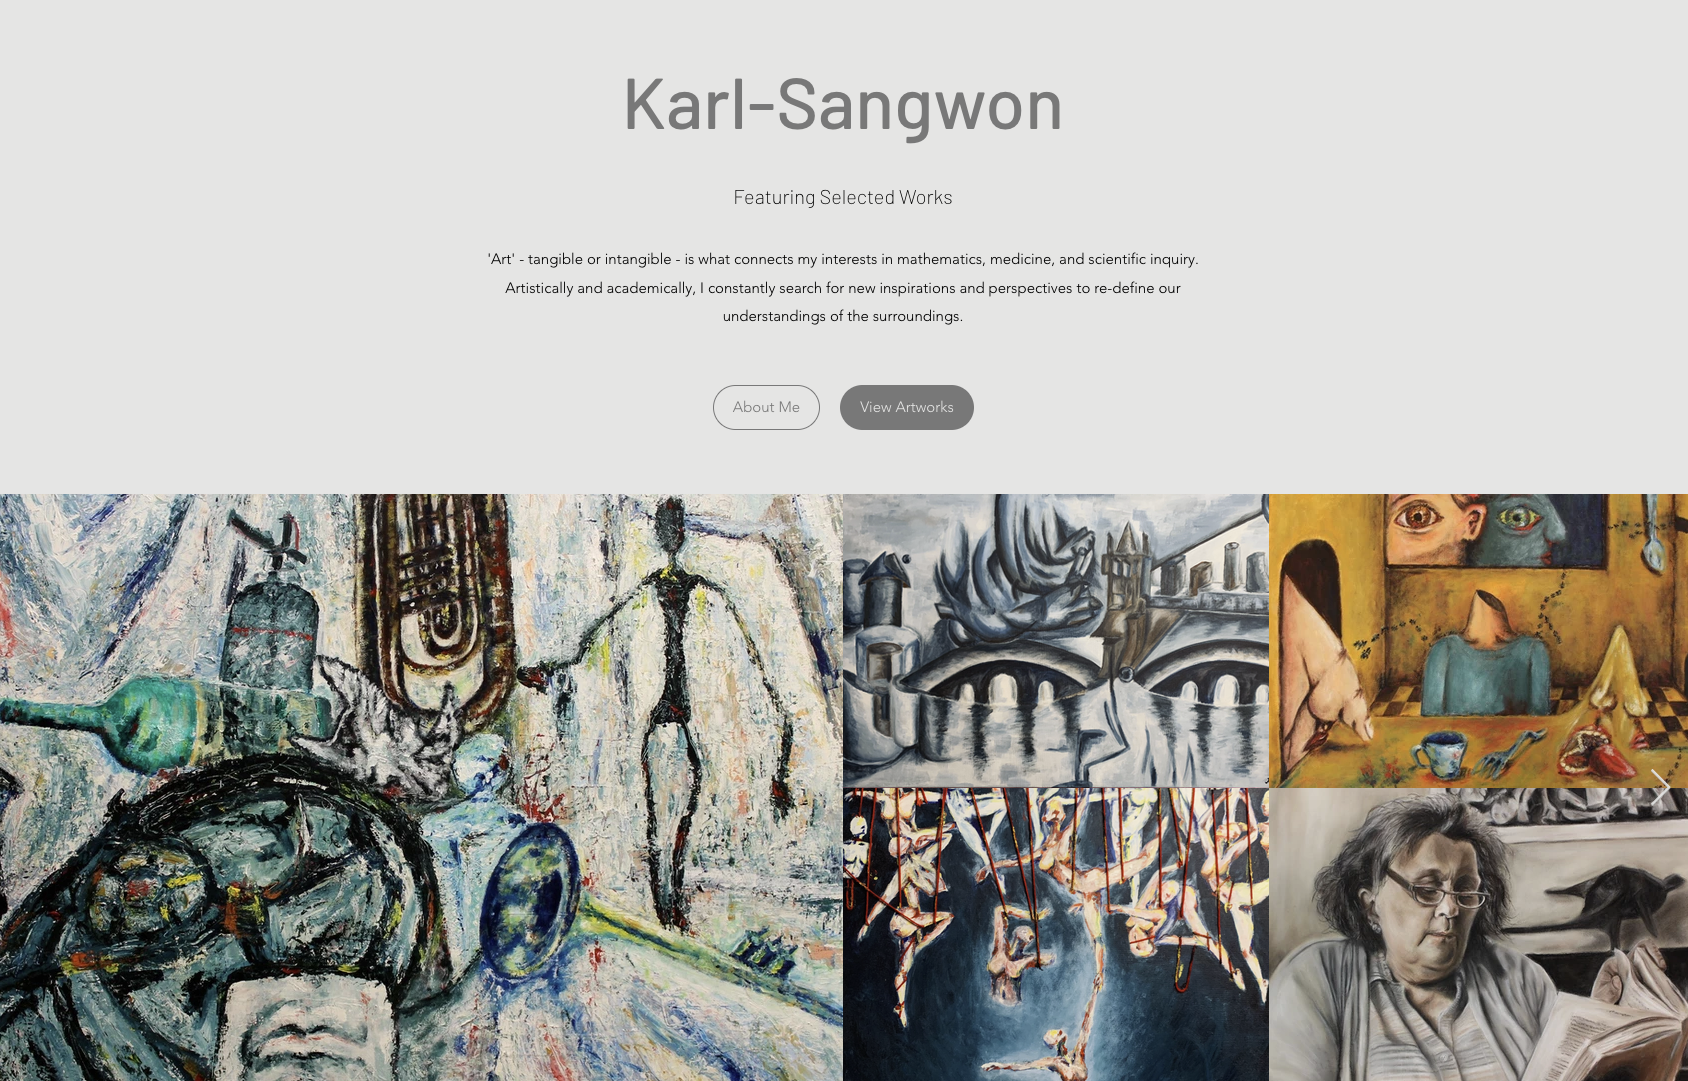 Karl-Sangwon
Featuring Selected Works
'Art' - tangible or intangible - is what connects my interests in mathematics, medicine, and scientific inquiry.
Artistically and academically, I constantly search for new inspirations and perspectives to re-define our
understandings of the surroundings.
About Me
View Artworks